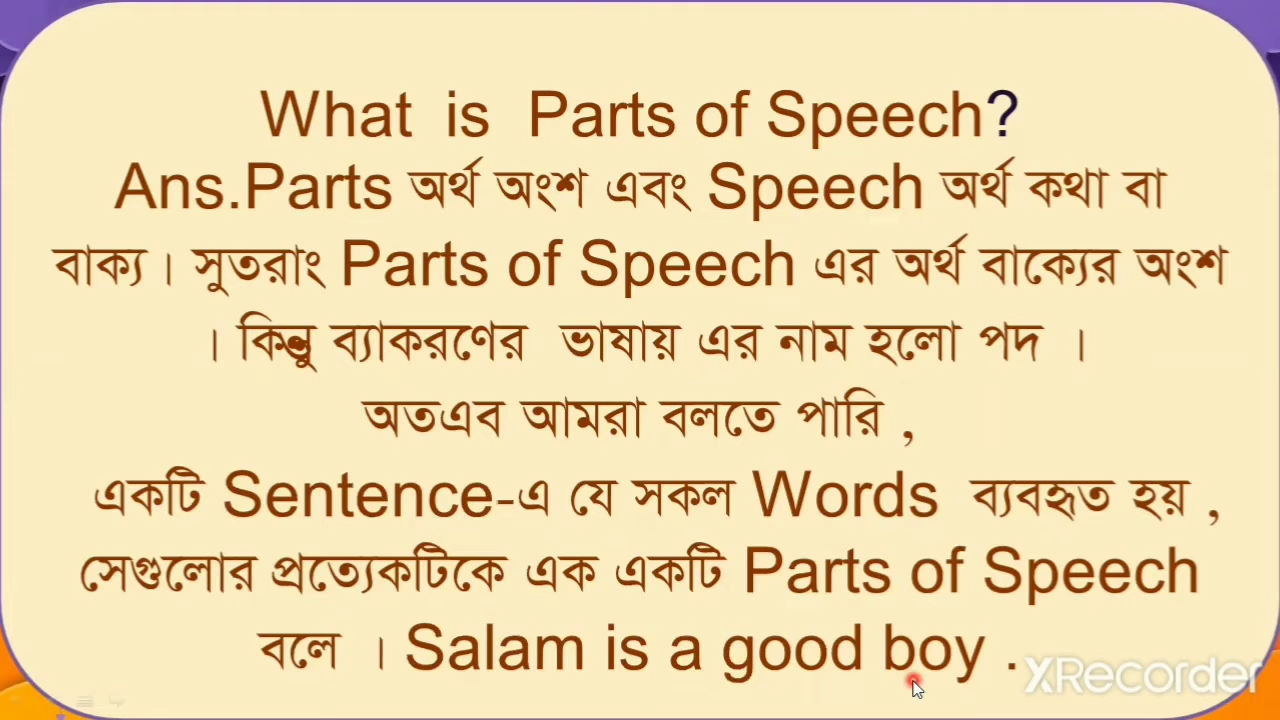 What is Parts of Speech?
Ans.Parts অর্থ অংশ এবং Speech অর্থ কথা বা
বাক্য। সুতরাং Parts of Speech এর অর্থ বাক্যের অংশ
। কিন্তু ব্যাকরণের ভাষায় এর নাম হলো পদ ।
অতএব আমরা বলতে পারি ,
একটি Sentence-এ যে সকল Words ব্যবহৃত হয় ,
সেগুলোর প্রত্যেকটিকে এক একটি Parts of Speech
বলে । Salam is a good boy .
XRecorder